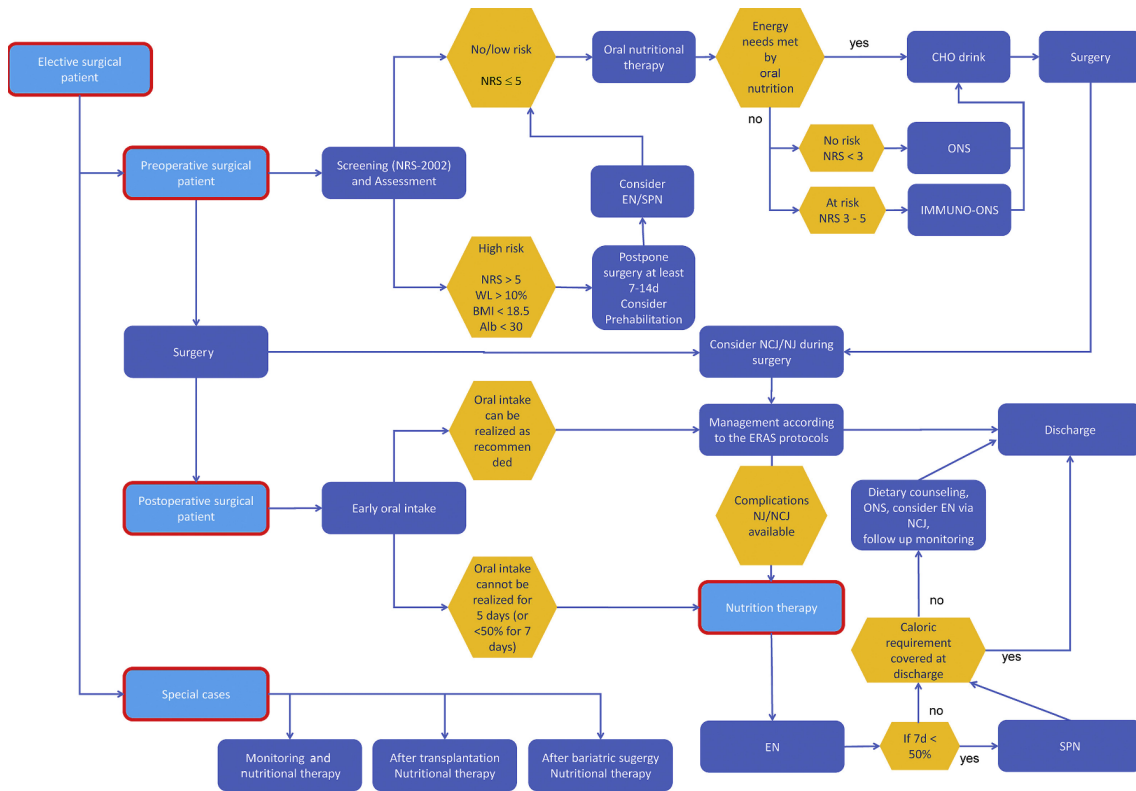 Elective surgical
patient
Preoperative surgical
patient
Screening (NRS-2002)
and Assessment
No/low risk
NRS ≤ 5
Oral nutritional
therapy
Energy
needs met
by
oral
nutrition
yes
no
CHO drink
Surgery
No risk
NRS < 3
ONS
At risk
NRS 3 - 5
IMMUNO-ONS
Consider
EN/SPN
High risk
NRS > 5
WL > 10%
BMI < 18.5
Alb < 30
Postpone
surgery at least
7-14d
Consider
Prehabilitation
Surgery
Consider NCJ/NJ during
surgery
Oral intake
can be
realized as
recommen
ded
Management according
to the ERAS protocols
Discharge
Postoperative surgical
patient
Early oral intake
Complications
NJ/NCJ
available
Dietary counseling,
ONS, consider EN via
NCJ,
follow up monitoring
Oral intake
cannot be
realized for
5 days (or
<50% for 7
days)
Nutrition therapy
no
Caloric
requirement
covered at
discharge
yes
Special cases
Monitoring and
nutritional therapy
After transplantation
Nutritional therapy
After bariatric sugergy
Nutritional therapy
EN
no
If 7d <
50%
yes
SPN